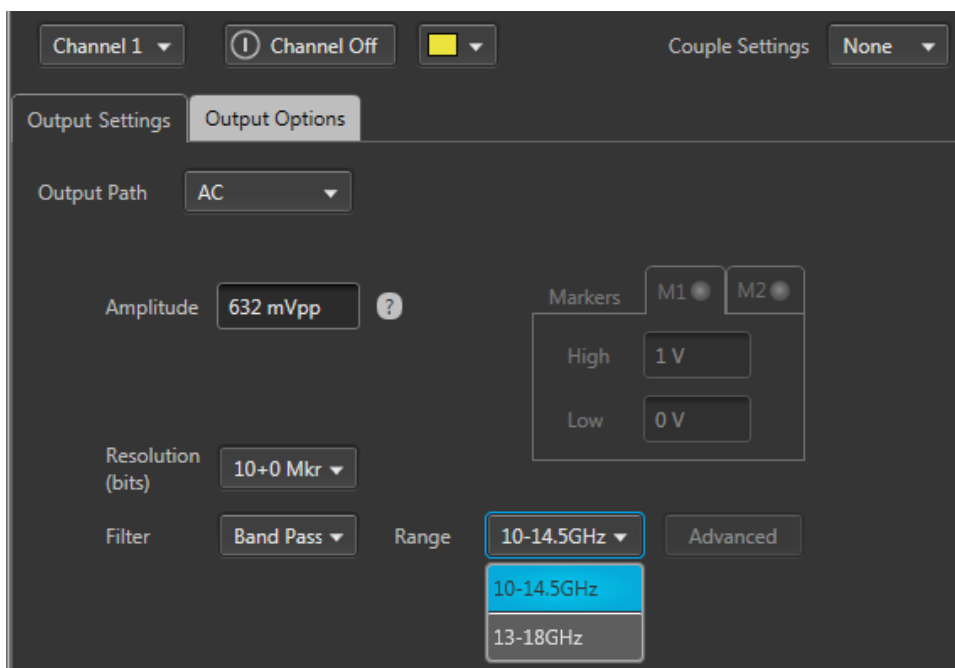 Channel 1 Channel Off Couple Settings None
Output Settings Output Options
Output Path AC
Amplitude 632 mVpp ? Markers M1 M2
High 1 V
Low 0 V
Resolution
(bits) 10+0 Mkr
Filter Band Pass Range 10-14.5GHz Advanced
10-14.5GHz
13-18GHz